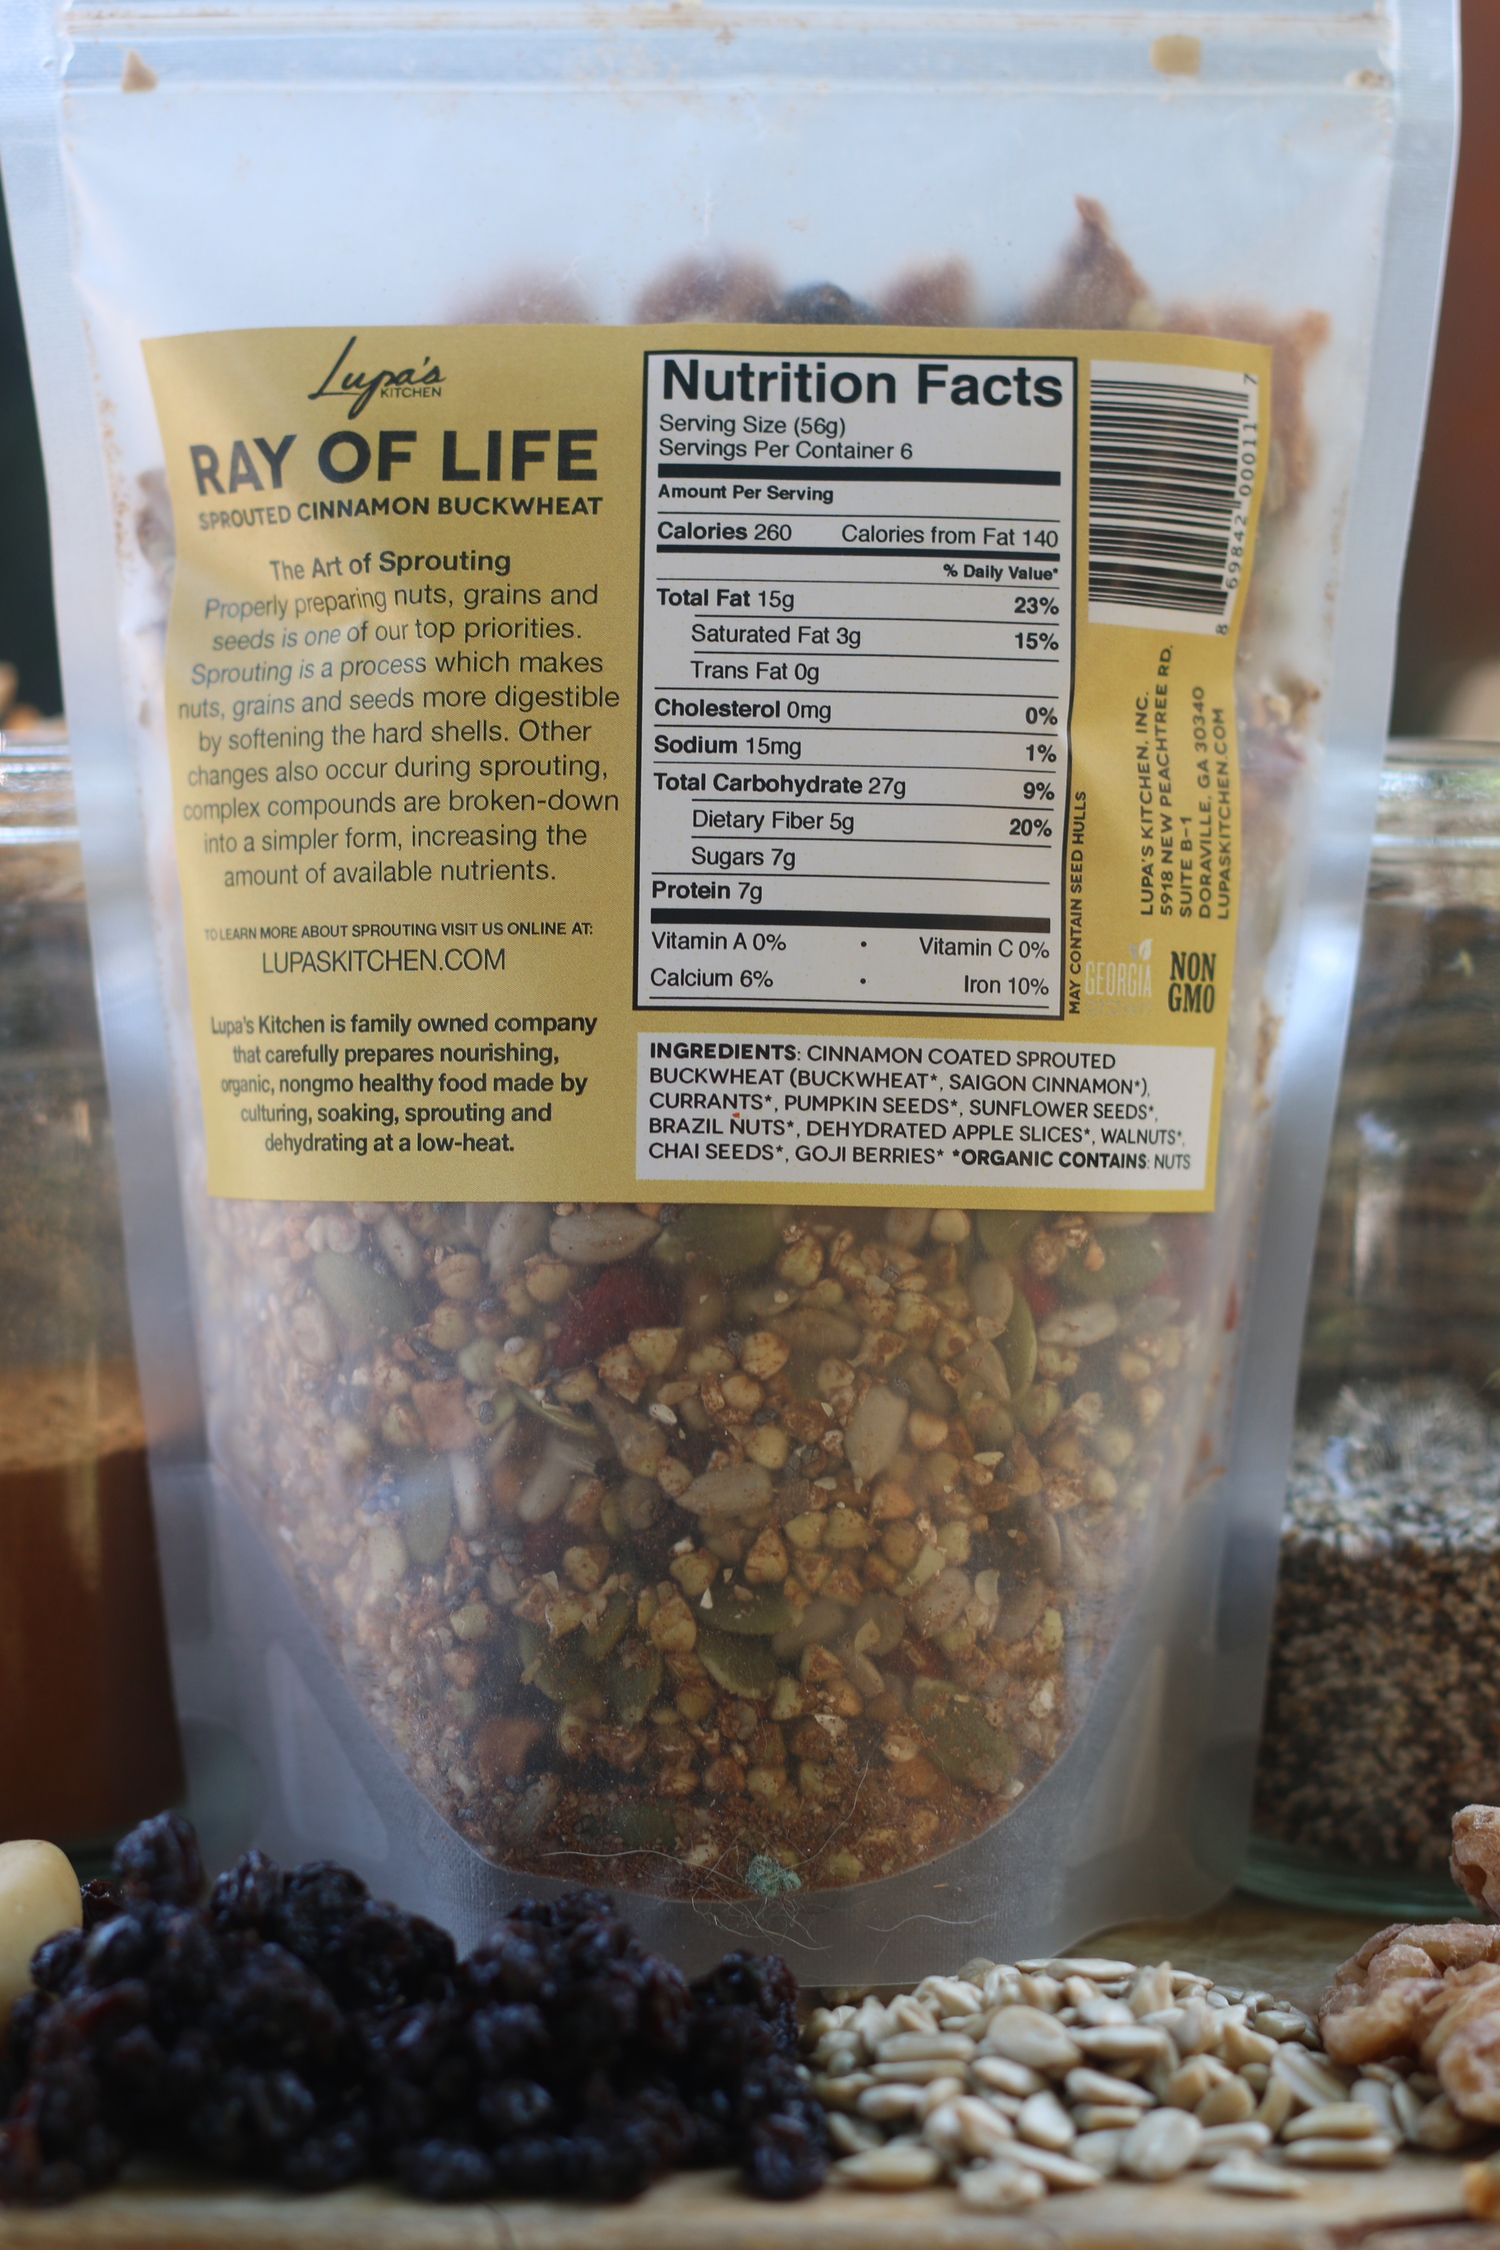 Lupa's
KITCHEN
RAY OF LIFE
SPROUTED CINNAMON BUCKWHEAT
The Art of Sprouting
Properly preparing nuts, grains and
seeds is one of our top priorities.
Sprouting is a process which makes
nuts, grains and seeds more digestible
by softening the hard shells. Other
changes also occur during sprouting,
complex compounds are broken-down
into a simpler form, increasing the
amount of available nutrients.
TO LEARN MORE ABOUT SPROUTING VISIT US ONLINE AT:
LUPASKITCHEN.COM
Lupa's Kitchen is family owned company
that carefully prepares nourishing,
organic, nongmo healthy food made by
culturing, soaking, sprouting and
dehydrating at a low-heat.
Nutrition Facts
Serving Size (56g)
Servings Per Container 6
Amount Per Serving
Calories 260 Calories from Fat 140
% Daily Value*
Total Fat 15g 23%
Saturated Fat 3g 15%
Trans Fat 0g
Cholesterol 0mg 0%
Sodium 15mg 1%
Total Carbohydrate 27g 9%
Dietary Fiber 5g 20%
Sugars 7g
Protein 7g
Vitamin A 0% • Vitamin C 0%
Calcium 6% • Iron 10%
MAY CONTAIN SEED HULLS
INGREDIENTS: CINNAMON COATED SPROUTED
BUCKWHEAT (BUCKWHEAT*, SAIGON CINNAMON*),
CURRANTS*, PUMPKIN SEEDS*, SUNFLOWER SEEDS*,
BRAZIL NUTS*, DEHYDRATED APPLE SLICES*, WALNUTS*,
CHAI SEEDS*, GOJI BERRIES* *ORGANIC CONTAINS: NUTS
8 69842 00011 7
LUPA'S KITCHEN, INC.
5918 NEW PEACHTREE RD.
SUITE B-1
DORAVILLE, GA 30340
LUPASKITCHEN.COM
GEORGIA
NON
GMO